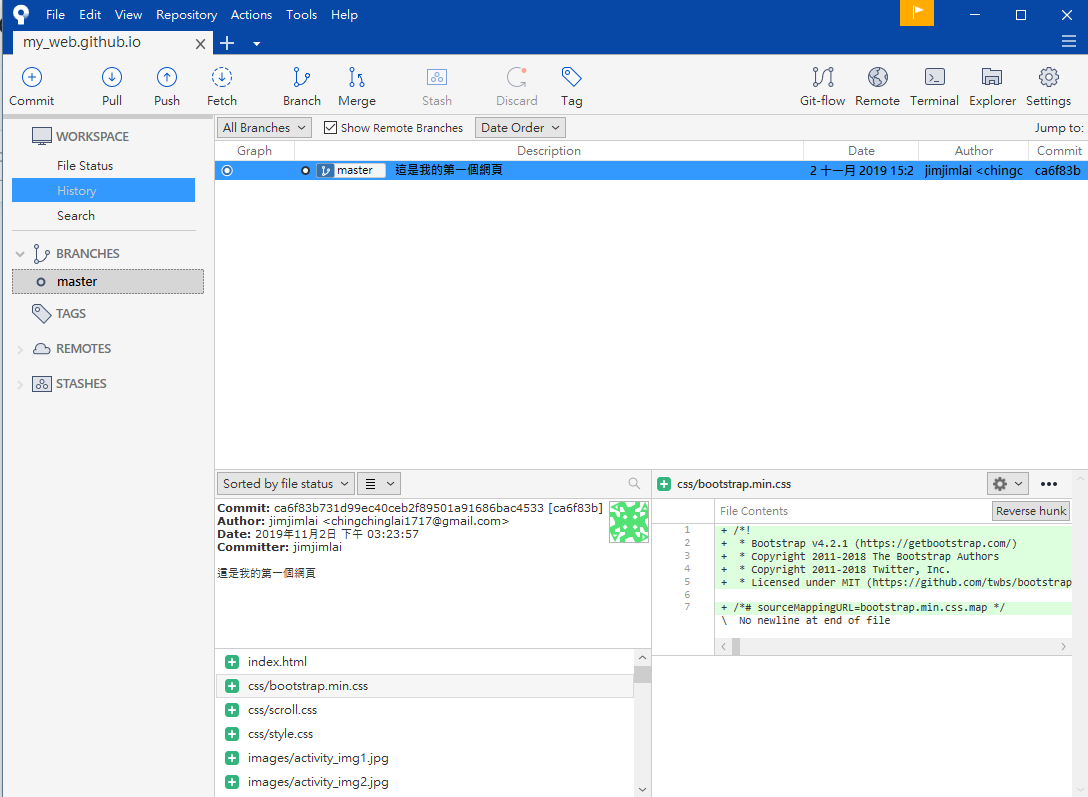 File Edit View Repository Actions Tools Help
my_web.github.io
Commit Pull Push Fetch Branch Merge Stash Discard Tag Git-flow Remote Terminal Explorer Settings
WORKSPACE
File Status
History
Search
BRANCHES
master
TAGS
REMOTES
STASHES
All Branches Show Remote Branches Date Order Jump to:
Graph Description Date Author Commit
master 這是我的第一個網頁 2 十一月 2019 15:2 jimjimlai <chingc ca6f83b
Sorted by file status
Commit: ca6f83b731d99ec40ceb2f89501a91686bac4533 [ca6f83b]
Author: jimjimlai <chingchinglai1717@gmail.com>
Date: 2019年11月2日 下午 03:23:57
Committer: jimjimlai
這是我的第一個網頁
index.html
css/bootstrap.min.css
css/scroll.css
css/style.css
images/activity_img1.jpg
images/activity_img2.jpg
css/bootstrap.min.css
File Contents Reverse hunk
1 + /*!
2 + * Bootstrap v4.2.1 (https://getbootstrap.com/)
3 + * Copyright 2011-2018 The Bootstrap Authors
4 + * Copyright 2011-2018 Twitter, Inc.
5 + * Licensed under MIT (https://github.com/twbs/bootstrap
6
7 + /*# sourceMappingURL=bootstrap.min.css.map */
\ No newline at end of file